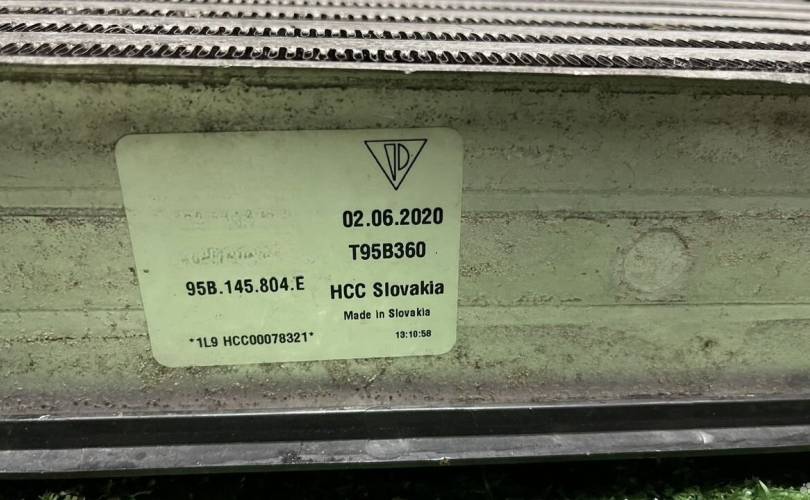 02.06.2020
T95B360
95B.145.804.E
HCC Slovakia
Made in Slovakia
*1L9 HCC00078321*
13:10:58